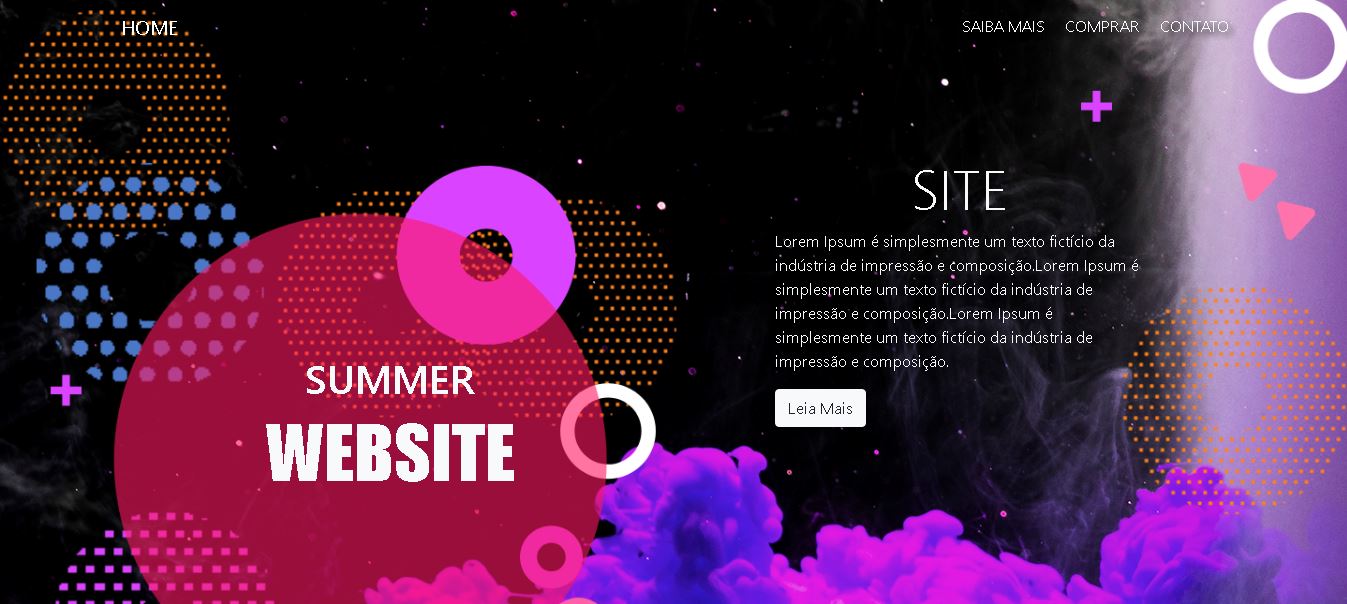 HOME
SAIBA MAIS COMPRAR CONTATO
SUMMER
WEBSITE
SITE
Lorem Ipsum é simplesmente um texto fictício da
indústria de impressão e composição.Lorem Ipsum é
simplesmente um texto fictício da indústria de
impressão e composição.Lorem Ipsum é
simplesmente um texto fictício da indústria de
impressão e composição.
Leia Mais